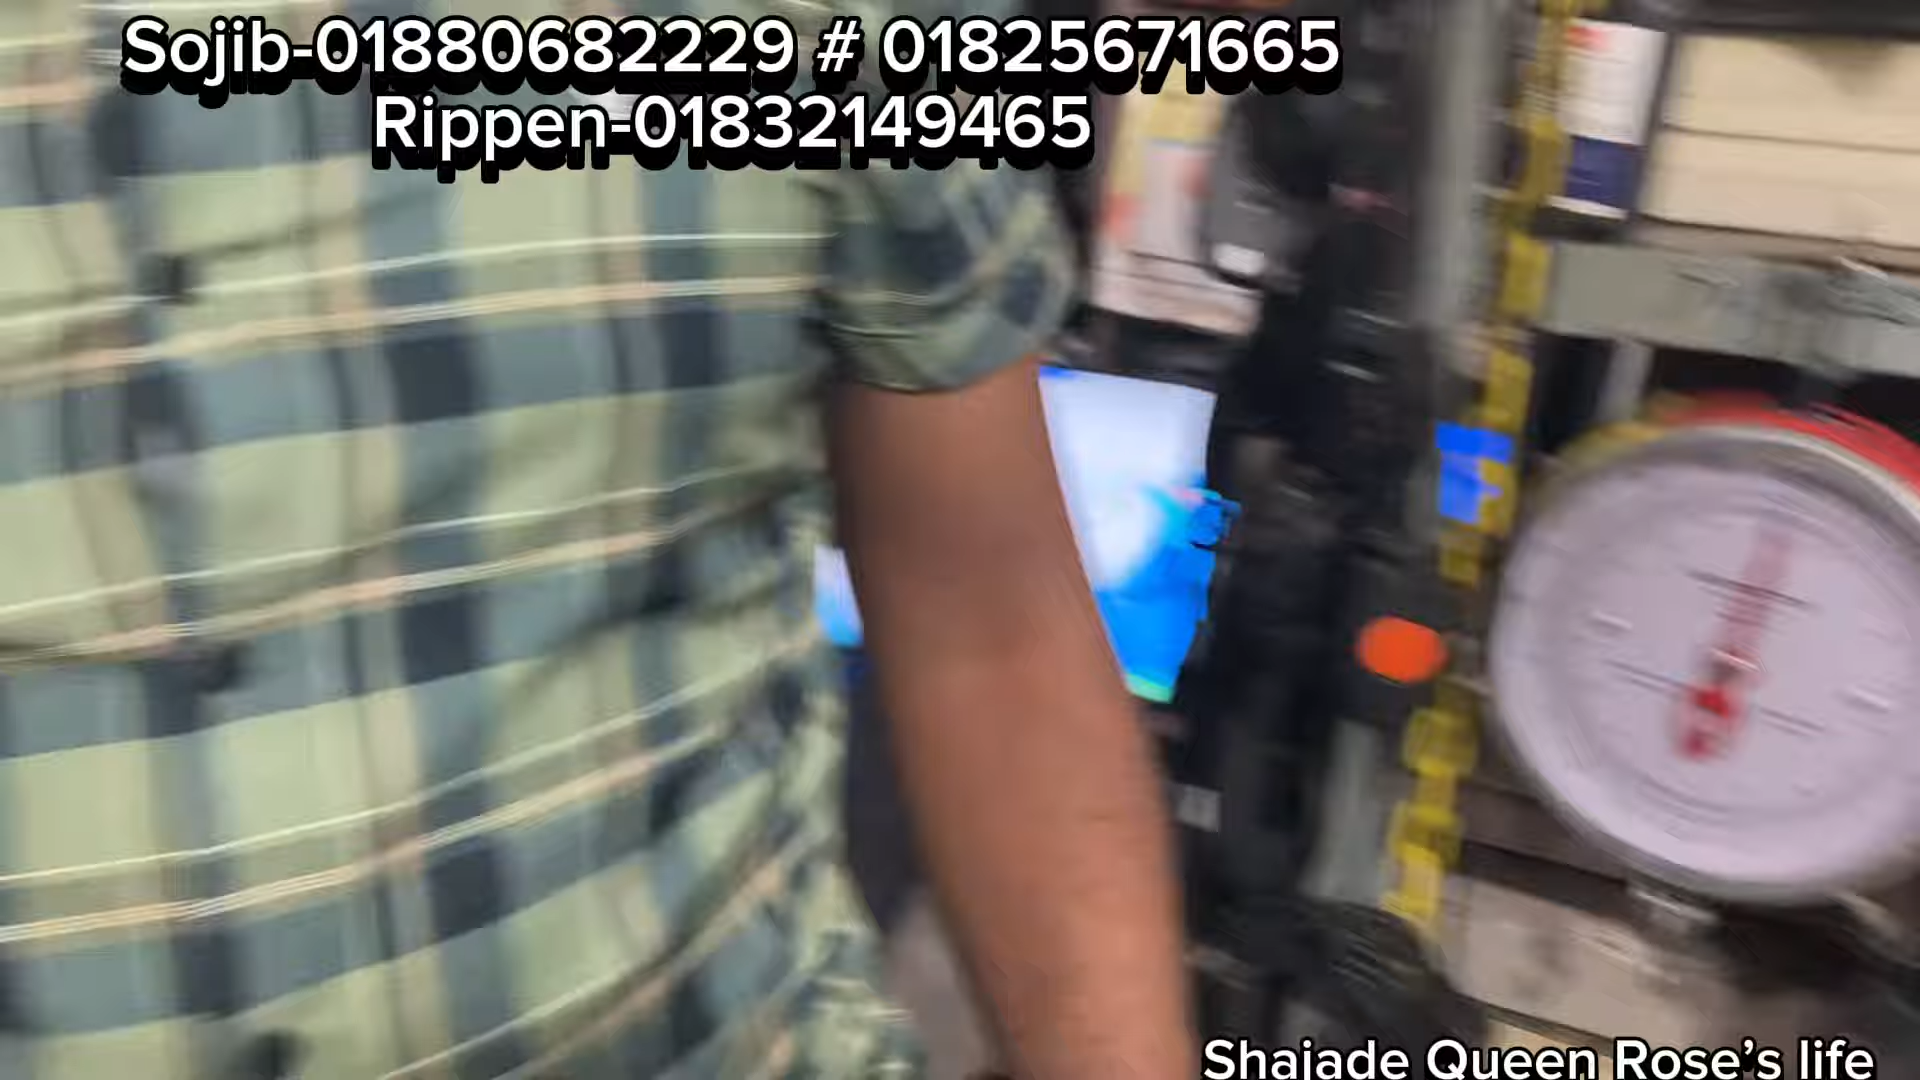 Sojib-01880682229 # 01825671665
Rippen-01832149465
Shajade Queen Rose's life